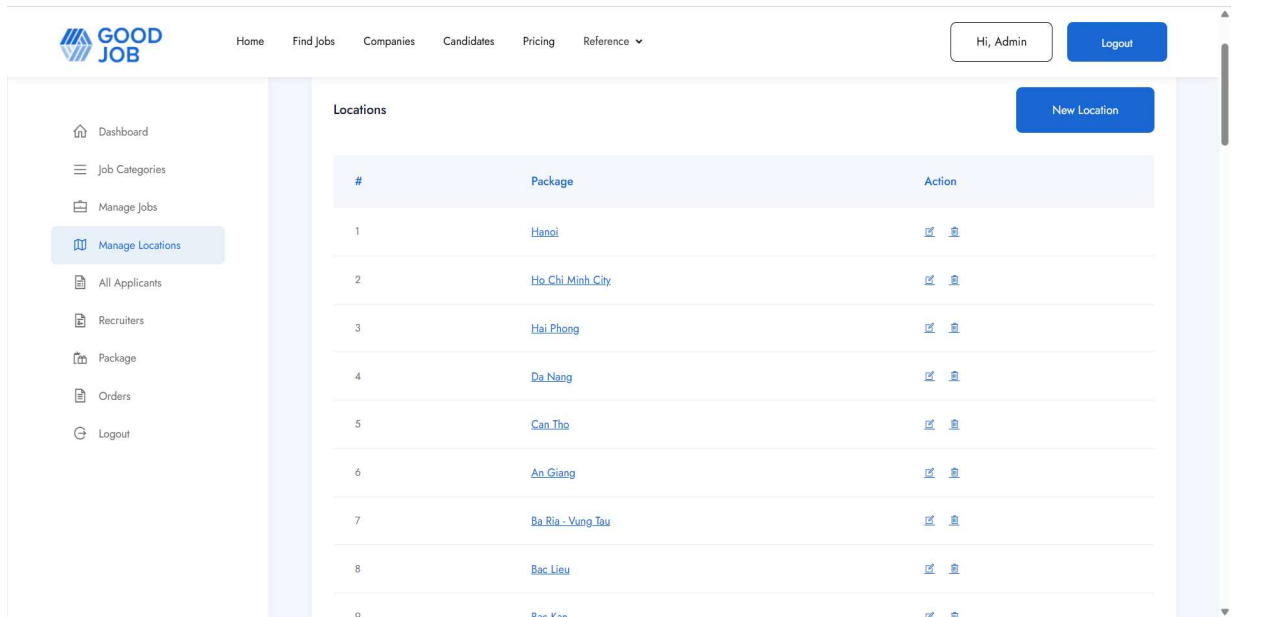 GOOD
JOB
Home Find Jobs Companies Candidates Pricing Reference Hi, Admin Logout
Locations New Location
Dashboard
Job Categories
Manage Jobs
Manage Locations
All Applicants
Recruiters
Package
Orders
Logout
# Package Action
1 Hanoi
2 Ho Chi Minh City
3 Hai Phong
4 Da Nang
5 Can Tho
6 An Giang
7 Ba Ria - Vung Tau
8 Bac Lieu
9 Bac Kan